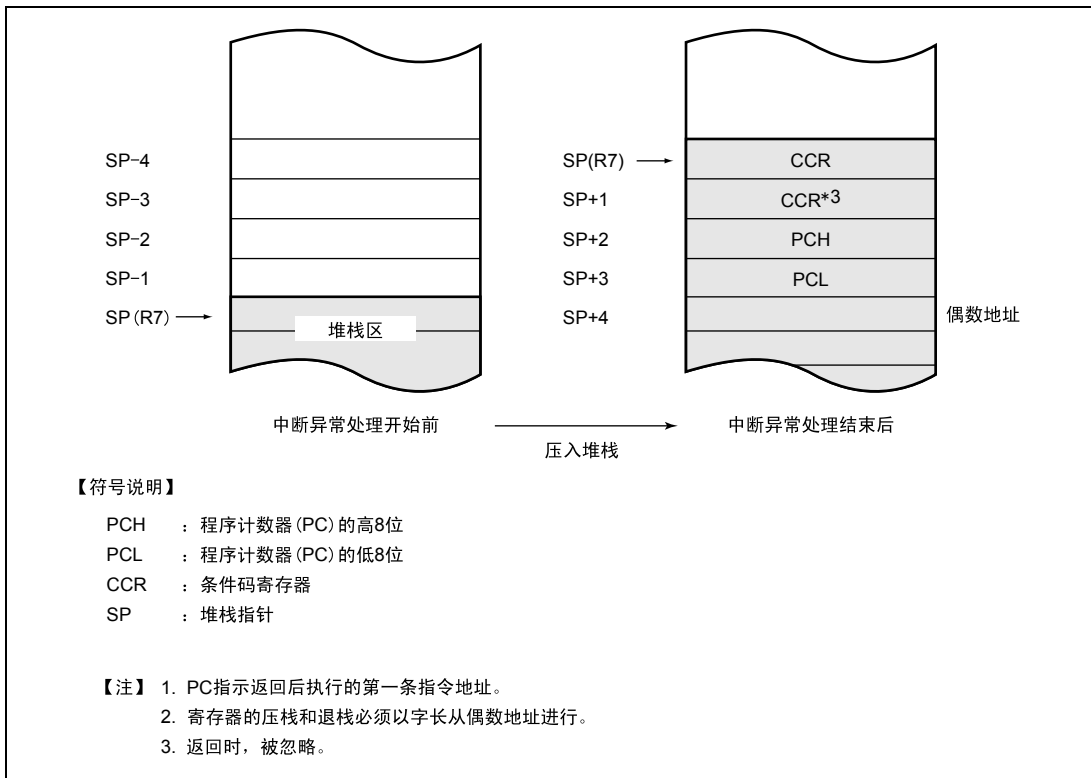 SP-4
SP-3
SP-2
SP-1
SP(R7)
堆栈区
SP(R7)
SP+1
SP+2
SP+3
SP+4
CCR
CCR*3
PCH
PCL
偶数地址
中断异常处理开始前
压入堆栈
中断异常处理结束后
【符号说明】
PCH : 程序计数器(PC)的高8位
PCL : 程序计数器(PC)的低8位
CCR : 条件码寄存器
SP : 堆栈指针
【注】 1. PC指示返回后执行的第一条指令地址。
2. 寄存器的压栈和退栈必须以字长从偶数地址进行。
3. 返回时，被忽略。